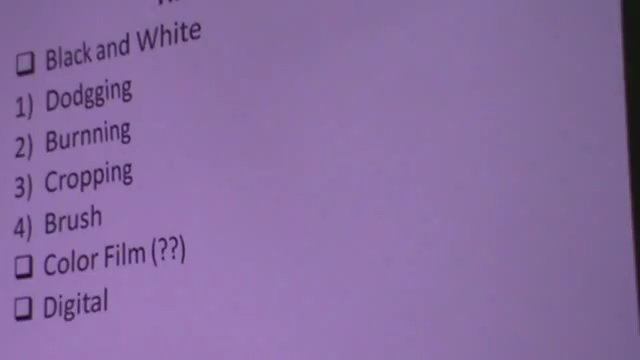 ❑ Black and White
1) Dodgging
2) Burnning
3) Cropping
4) Brush
❑ Color Film (??)
❑ Digital